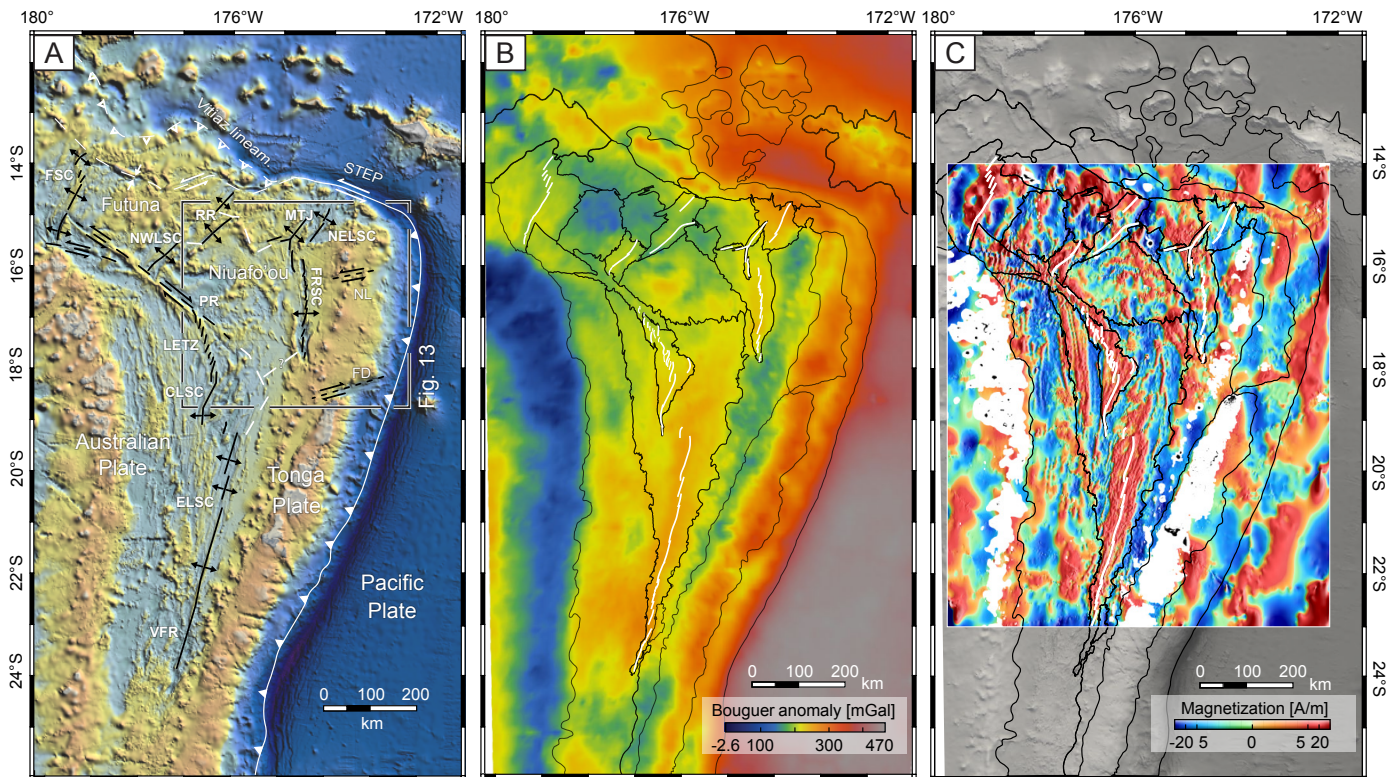 180°
176°W
172°W
180°
176°W
172°W
180°
176°W
172°W
A
B
C
14°S
16°S
18°S
20°S
22°S
24°S
Vitiaz lineam.
STEP
FSC
Futuna
RR
MTJ
NWLSC
NELSC
Niuafo'ou
FRSC
NL
PR
LETZ
?
FD
CLSC
Fig. 13
Australian
Plate
Tonga
Plate
ELSC
Pacific
Plate
VFR
0 100 200
km
0 100 200
km
Bouguer anomaly [mGal]
-2.6 100 300 470
14°S
16°S
18°S
20°S
22°S
24°S
0 100 200
km
Magnetization [A/m]
-20 5 0 5 20